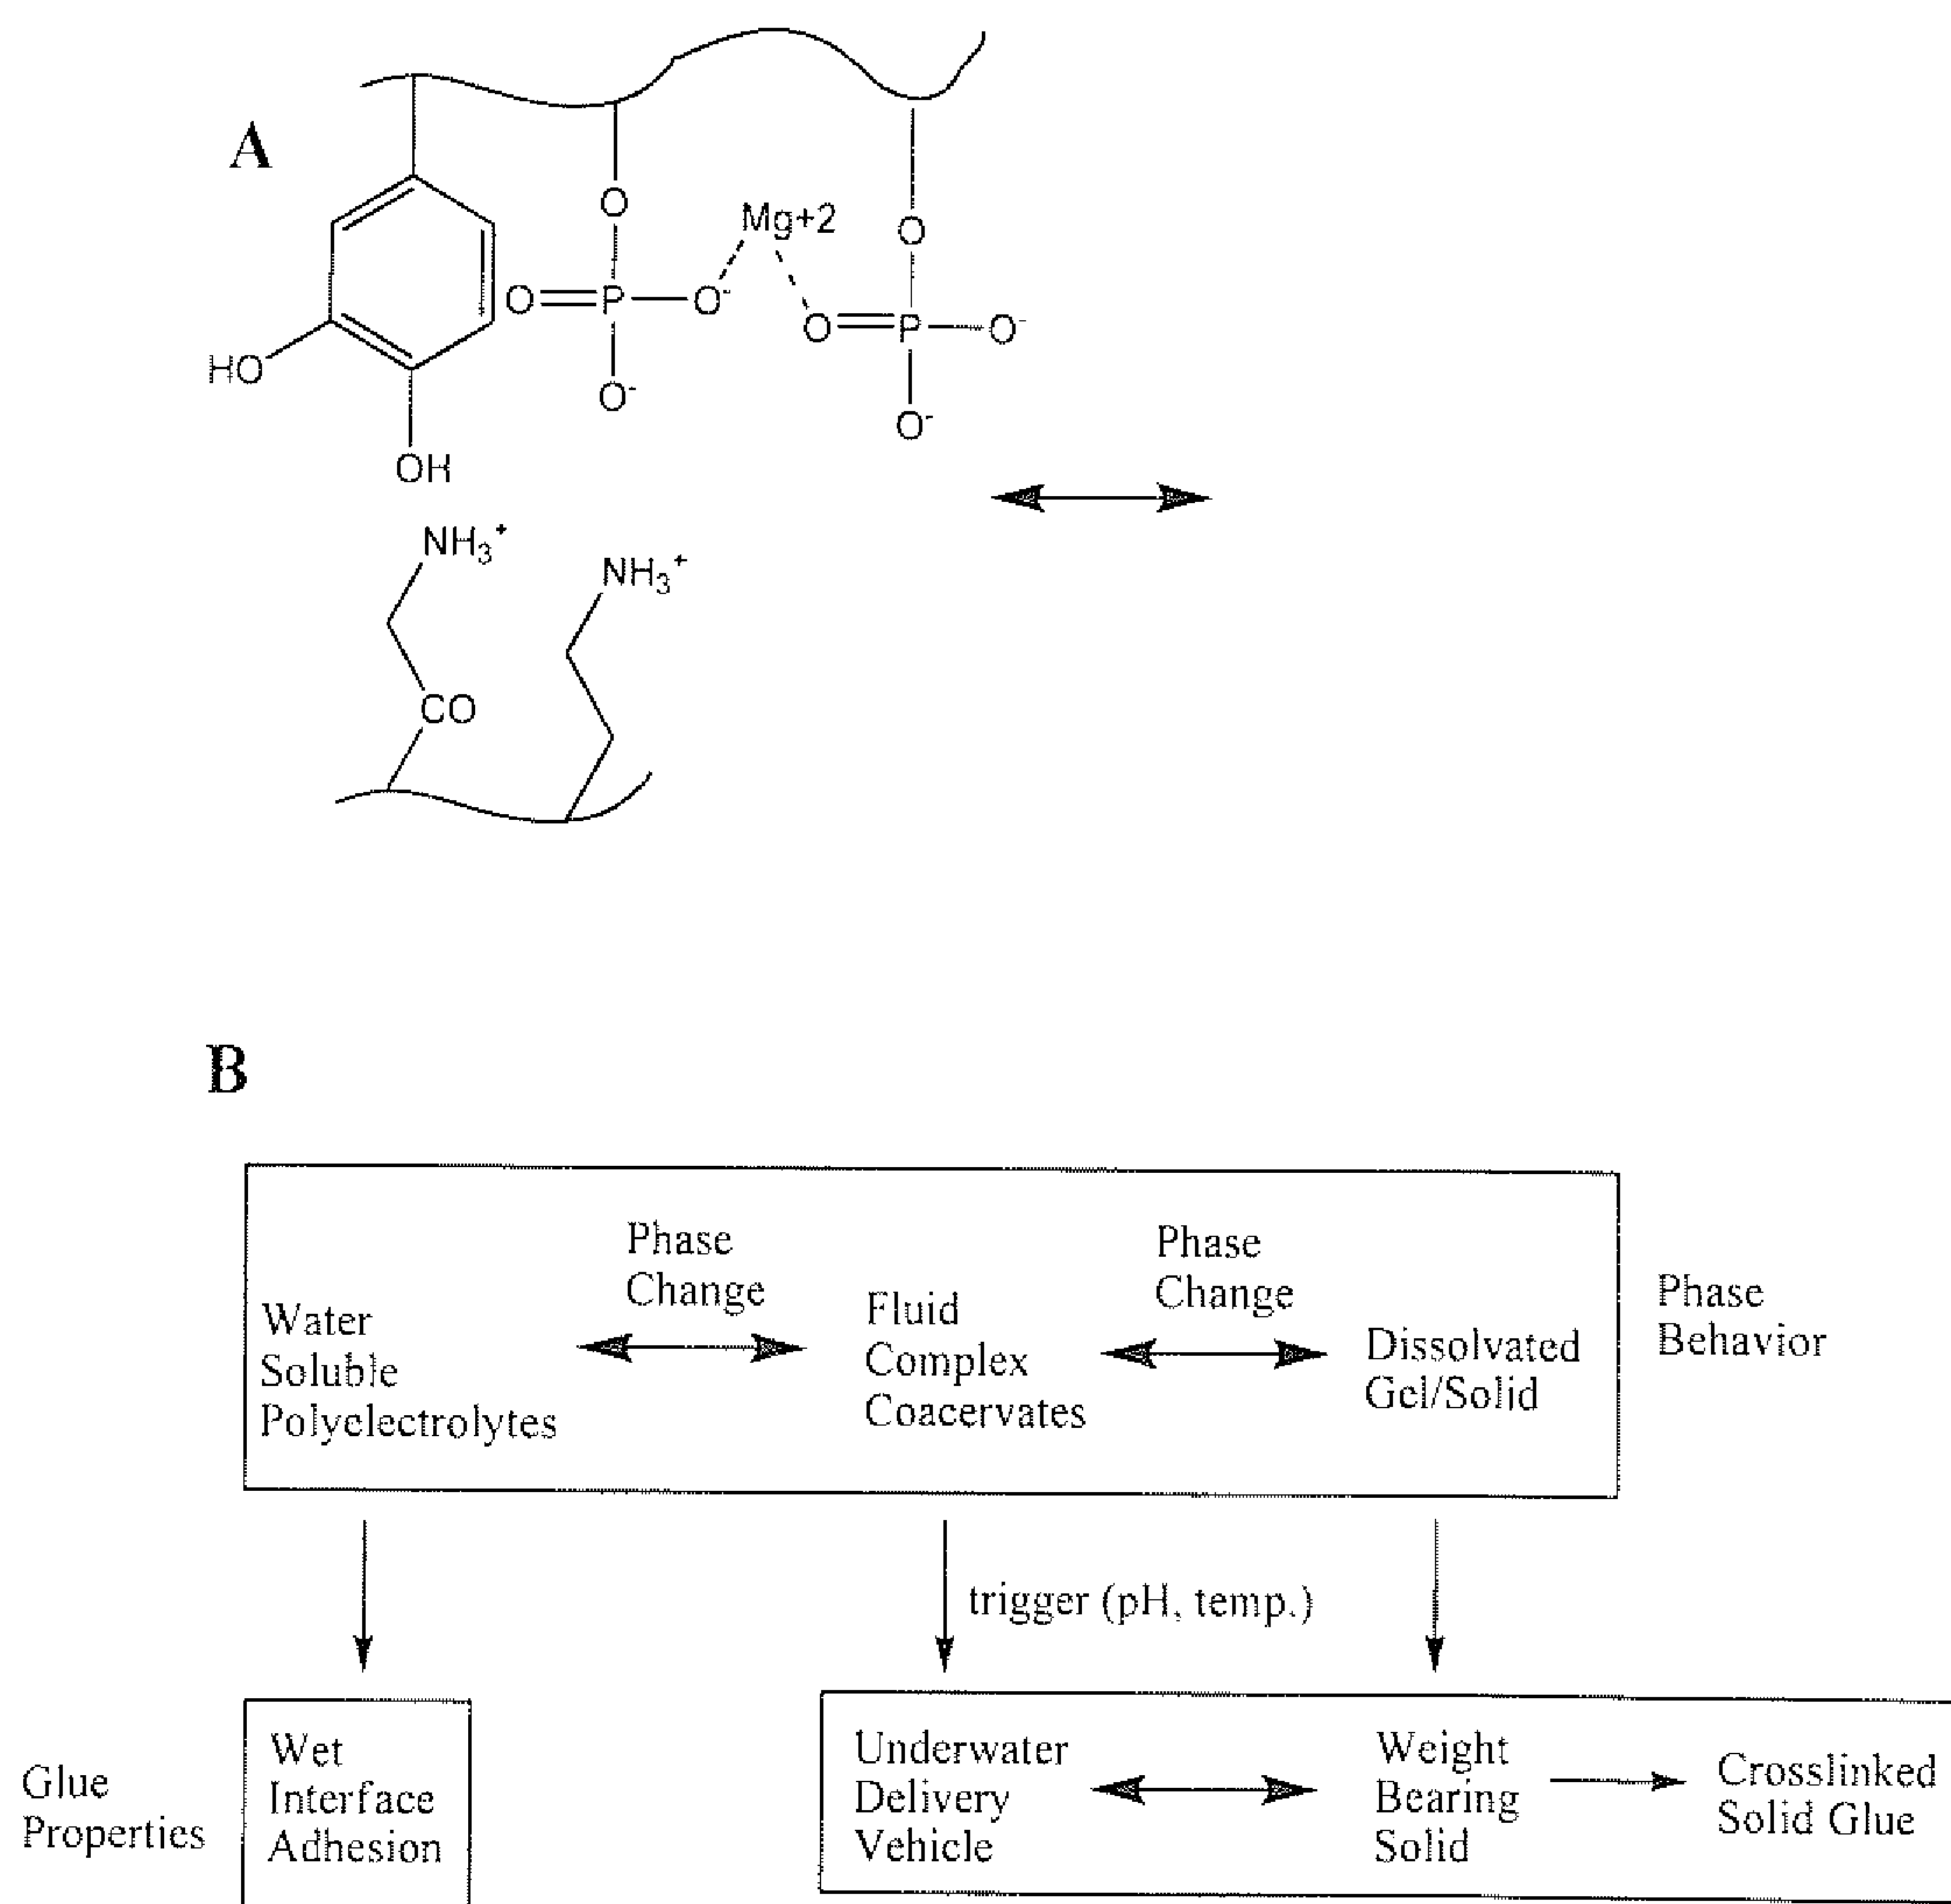 A
O
Mg+2
O
O
P
O-
O
P
O-
HO
O-
O-
OH
NH3+
NH3+
CO
B
Phase
Change
Phase
Change
Water
Soluble
Polyelectrolytes
Fluid
Complex
Coacervates
Dissolvated
Gel/Solid
Phase
Behavior
trigger (pH, temp.)
Glue
Properties
Wet
Interface
Adhesion
Underwater
Delivery
Vehicle
Weight
Bearing
Solid
Crosslinked
Solid Glue